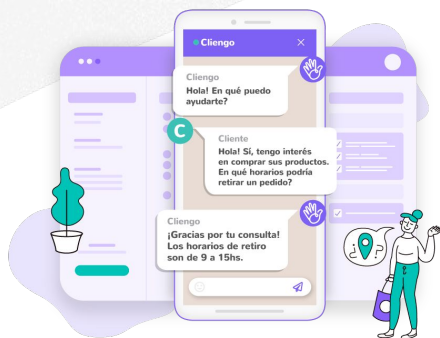 Cliengo
Cliengo
Hola! En qué puedo
ayudarte?
C
Cliente
Hola! Si, tengo interés
en comprar sus productos.
En qué horarios podría
retirar un pedido?
Cliengo
¡Gracias por tu consulta!
Los horarios de retiro
son de 9 a 15hs.